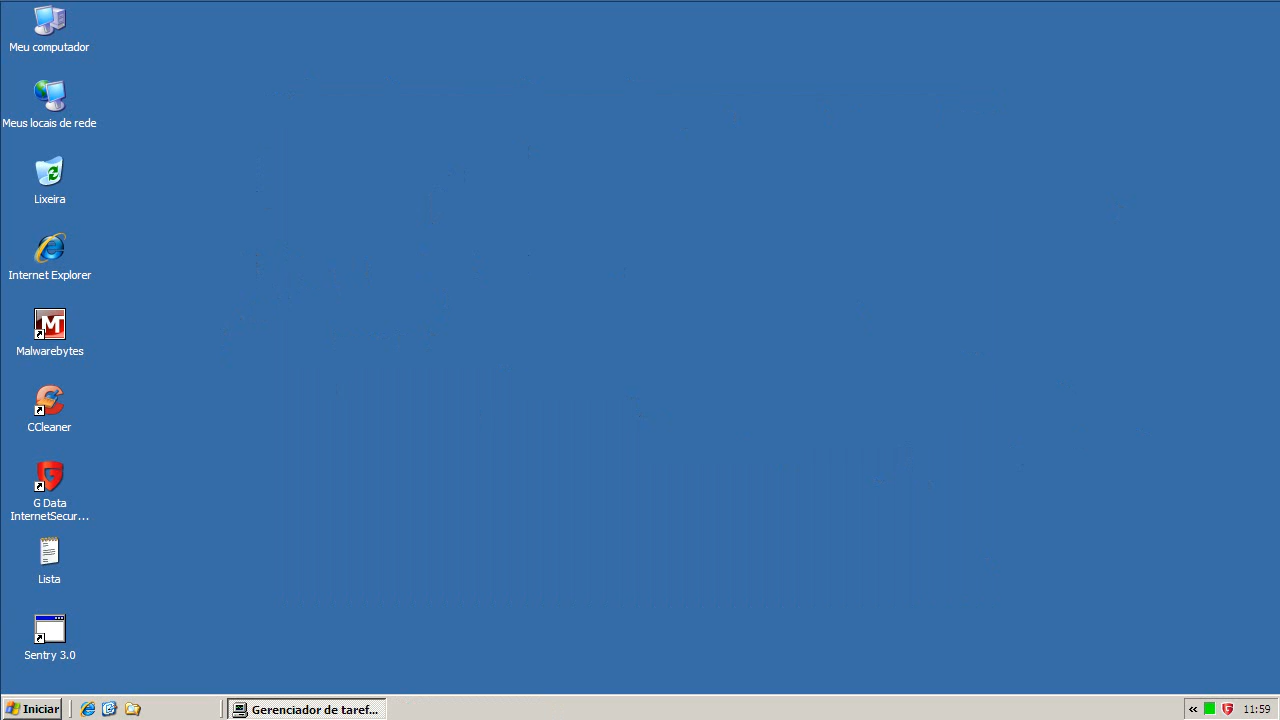 Meu computador
Meus locais de rede
Lixeira
Internet Explorer
Malwarebytes
CCleaner
G Data
InternetSecur...
Lista
Sentry 3.0
Iniciar
Gerenciador de taref...
11:59